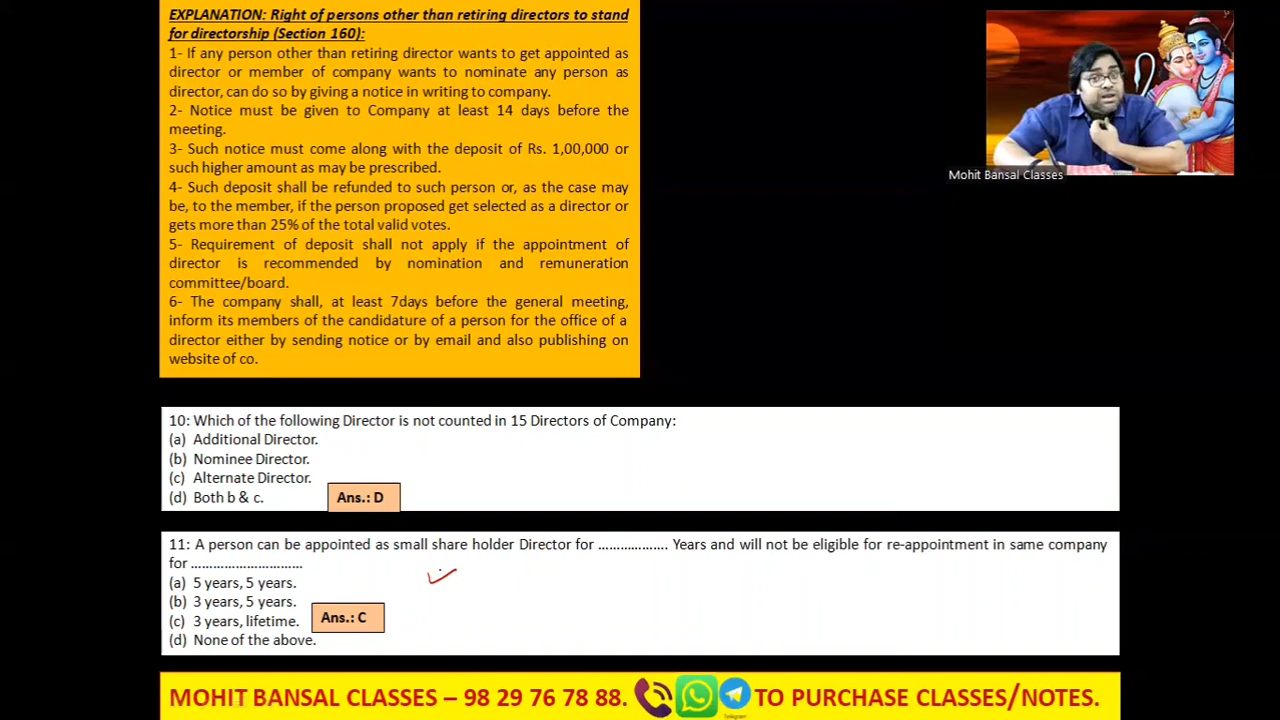 EXPLANATION: Right of persons other than retiring directors to stand
for directorship (Section 160):
1- If any person other than retiring director wants to get appointed as
director or member of company wants to nominate any person as
director, can do so by giving a notice in writing to company.
2- Notice must be given to Company at least 14 days before the
meeting.
3- Such notice must come along with the deposit of Rs. 1,00,000 or
such higher amount as may be prescribed.
4- Such deposit shall be refunded to such person or, as the case may
be, to the member, if the person proposed get selected as a director or
gets more than 25% of the total valid votes.
5- Requirement of deposit shall not apply if the appointment of
director is recommended by nomination and remuneration
committee/board.
6- The company shall, at least 7days before the general meeting,
inform its members of the candidature of a person for the office of a
director either by sending notice or by email and also publishing on
website of co.
Mohit Bansal Classes
10: Which of the following Director is not counted in 15 Directors of Company:
(a) Additional Director.
(b) Nominee Director.
(c) Alternate Director.
(d) Both b & c.
Ans.: D
11: A person can be appointed as small share holder Director for ………………. Years and will not be eligible for re-appointment in same company
for …………………………
(a) 5 years, 5 years.
(b) 3 years, 5 years.
(c) 3 years, lifetime.
Ans.: C
(d) None of the above.
MOHIT BANSAL CLASSES – 98 29 76 78 88. TO PURCHASE CLASSES/NOTES.
Telegram